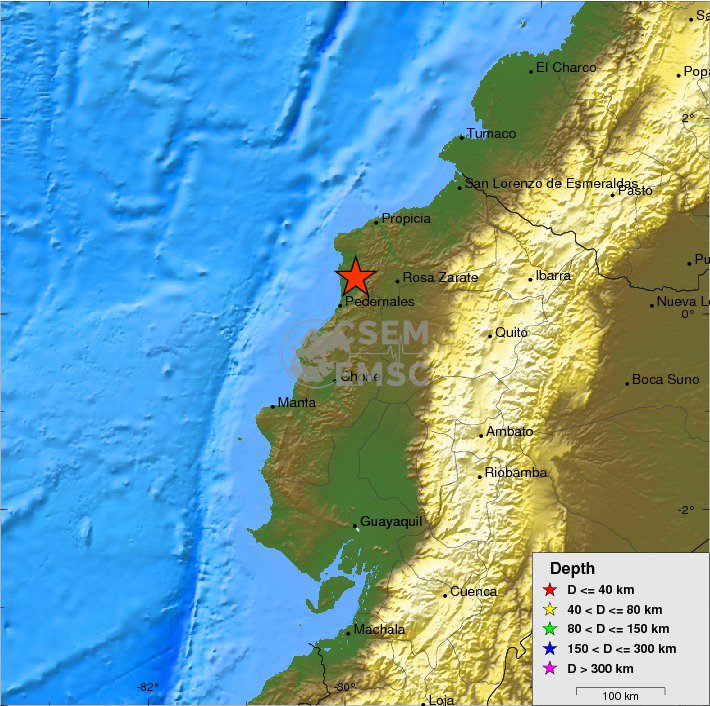 Sa
El Charco
Popa
2°
Tumaco
San Lorenzo de Esmeraldas
Pasto
Propicia
Pu
Rosa Zarate
Ibarra
Pedernales
Nueva Lo
0°
CSEM
Quito
EMSC
Chone
Boca Suno
Manta
Ambato
Riobamba
-2°
Guayaquil
Depth
D <= 40 km
40 < D <= 80 km
80 < D <= 150 km
150 < D <= 300 km
D > 300 km
100 km
Cuenca
Machala
-82°
-80°
Loja